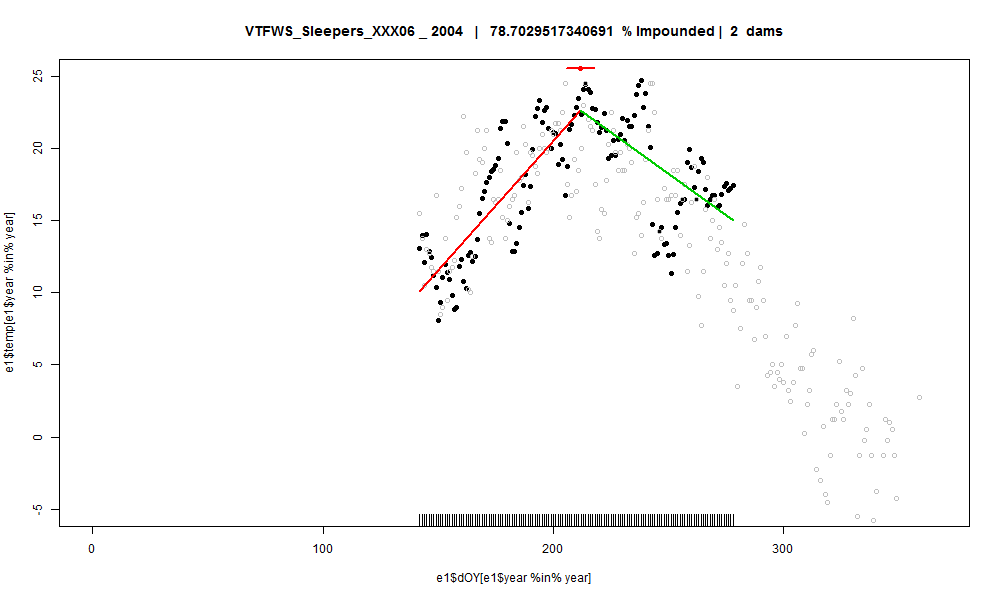 VTFWS_Sleepers_XXX06 _ 2004 | 78.7029517340691 % Impounded | 2 dams
e1$temp[e1$year %in% year]
25
20
15
10
5
0
-5
0 100 200 300
e1$dOY[e1$year %in% year]